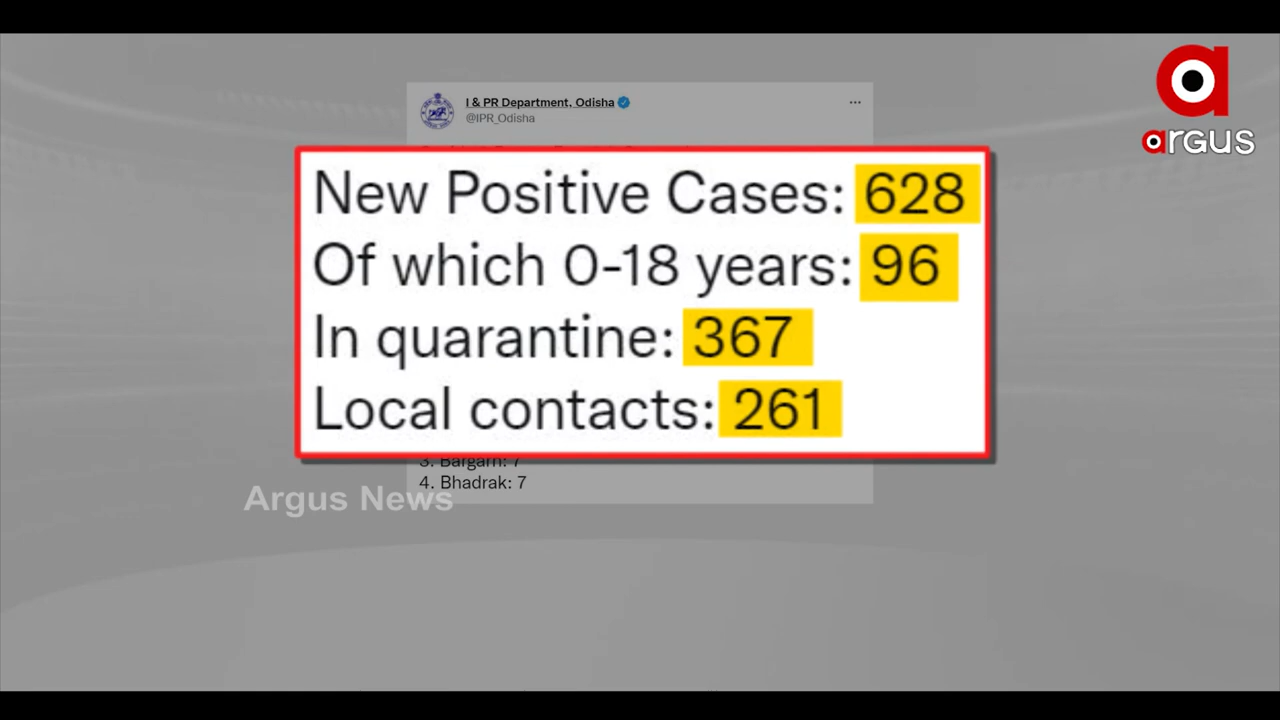 I & PR Department, Odisha
@IPR_Odisha
argus
New Positive Cases: 628
Of which 0-18 years: 96
In quarantine: 367
Local contacts: 261
3. Bargarh: 7
4. Bhadrak: 7
Argus News